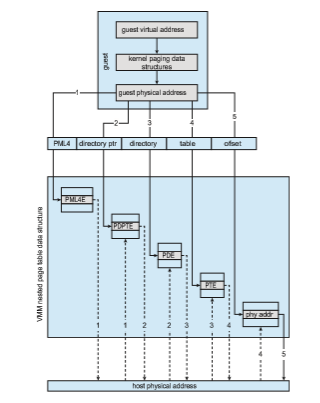 guest virtual address
kernel paging data
structures
guest physical address
guest
1
2
3
4
5
PML4
directory ptr
directory
table
offset
VMM nested page table data structure
PML4E
PDPTE
PDE
PTE
phy addr
1
1
2
2
3
3
4
4
5
host physical address